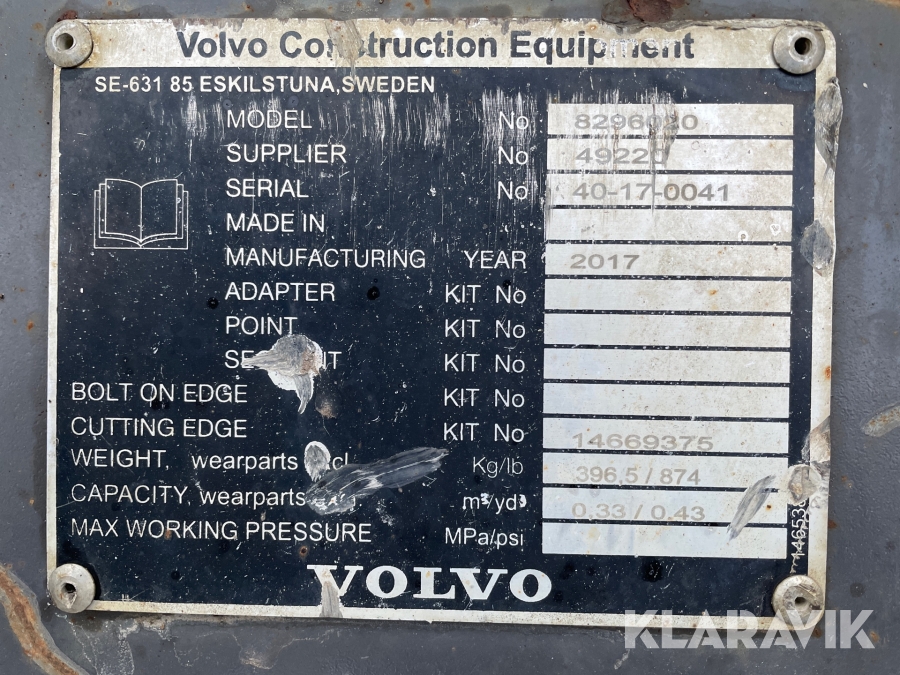 Volvo Construction Equipment
SE-631 85 ESKILSTUNA, SWEDEN
MODEL No
SUPPLIER No 49220
SERIAL No 40-17-0041
MADE IN
MANUFACTURING YEAR 2017
ADAPTER KIT No
POINT KIT No
KIT No
BOLT ON EDGE KIT No
CUTTING EDGE KIT No 14669375
WEIGHT, wearparts Kg/lb 396,5 / 874
CAPACITY, wearparts m³/yd³ 0,33 / 0.43
MAX WORKING PRESSURE MPa/psi
VOLVO
KLARAVIK